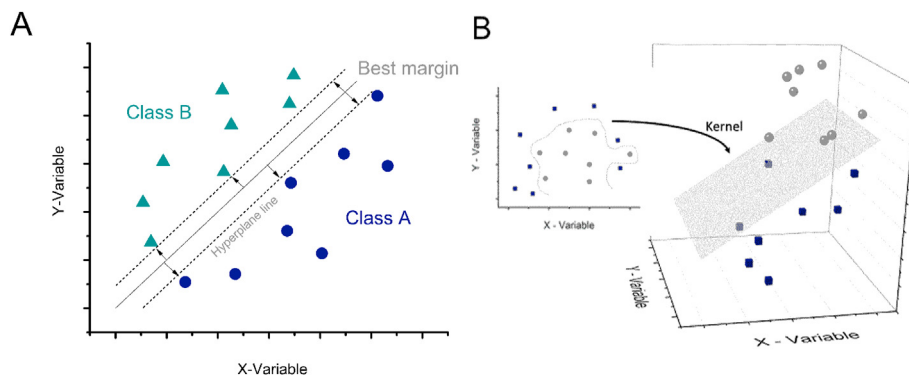 A
Best margin
Class B
Y-Variable
Hyperplane line
Class A
X-Variable
B
Y - Variable
X - Variable
Kernel
Y - Variable
X - Variable